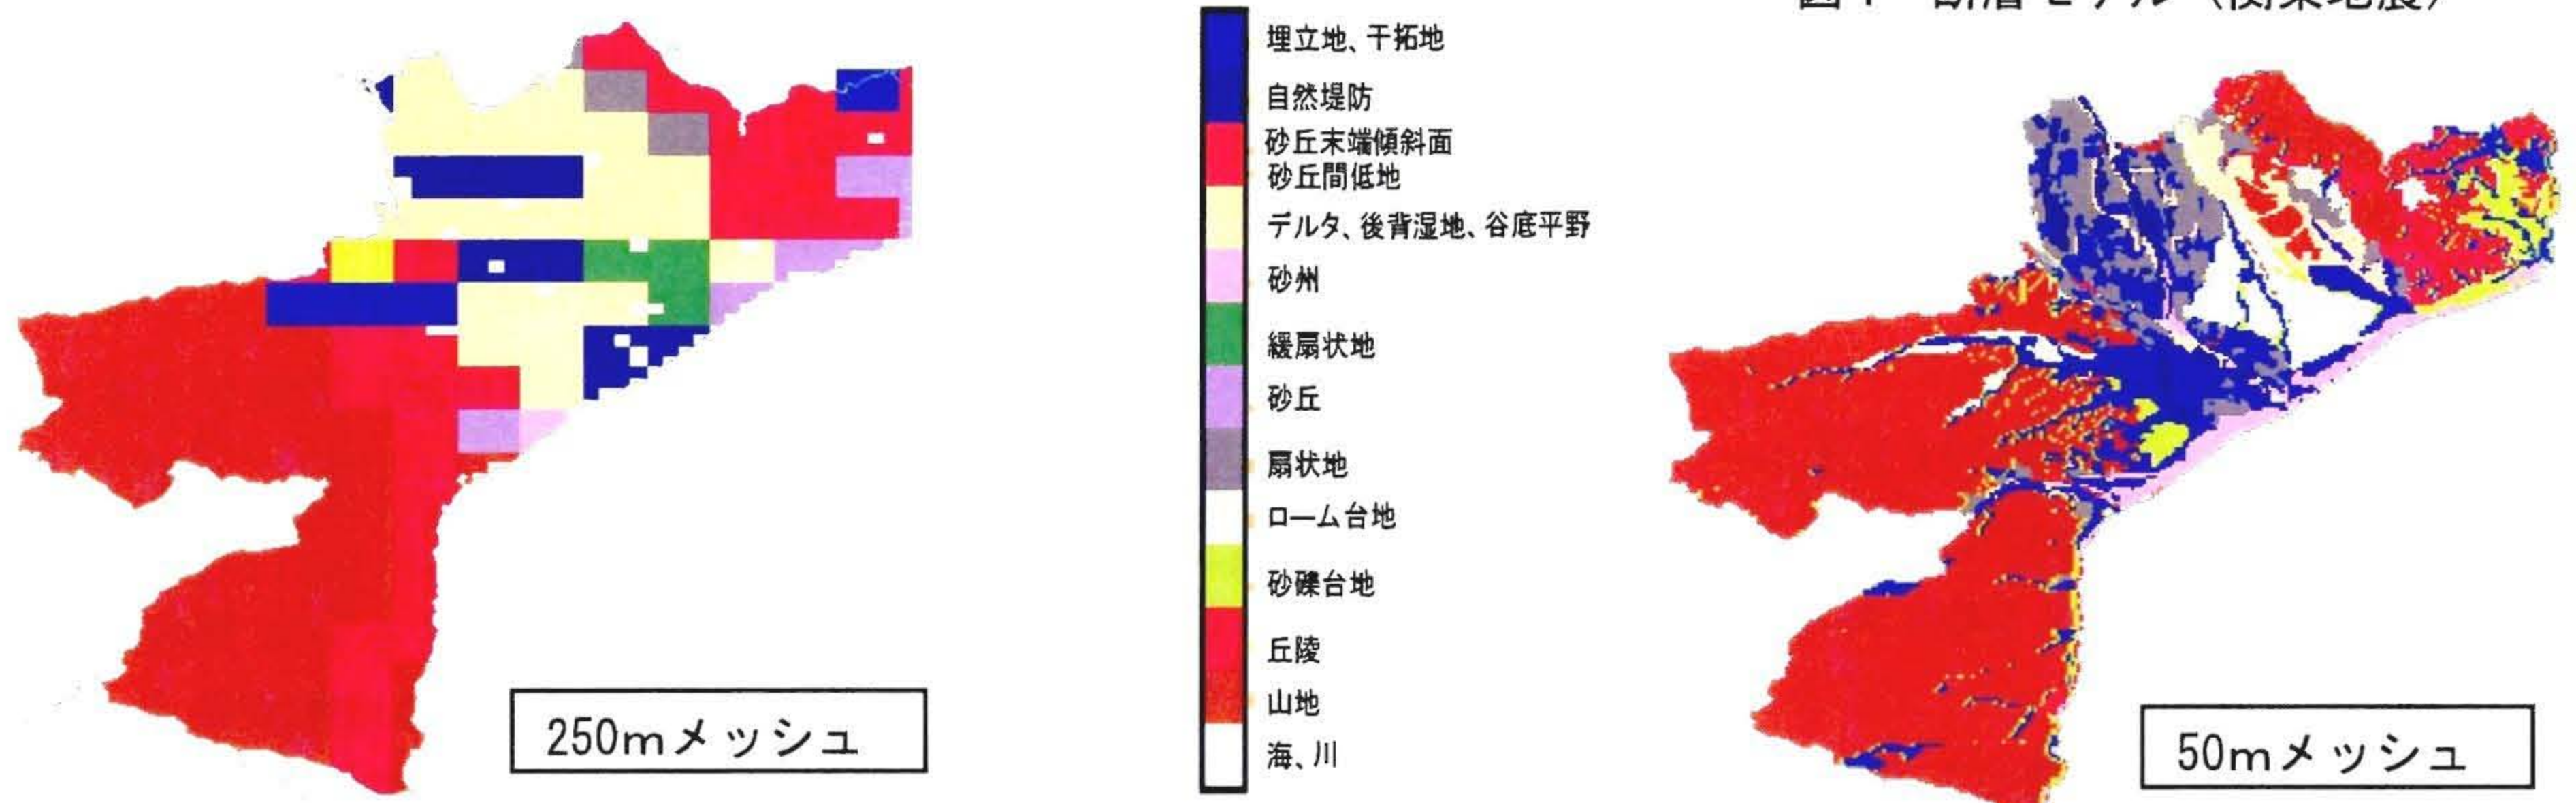 埋立地、干拓地
自然堤防
砂丘末端傾斜面
砂丘間低地
デルタ、後背湿地、谷底平野
砂州
緩扇状地
砂丘
扇状地
ローム台地
砂礫台地
丘陵
山地
海、川
250mメッシュ
50mメッシュ